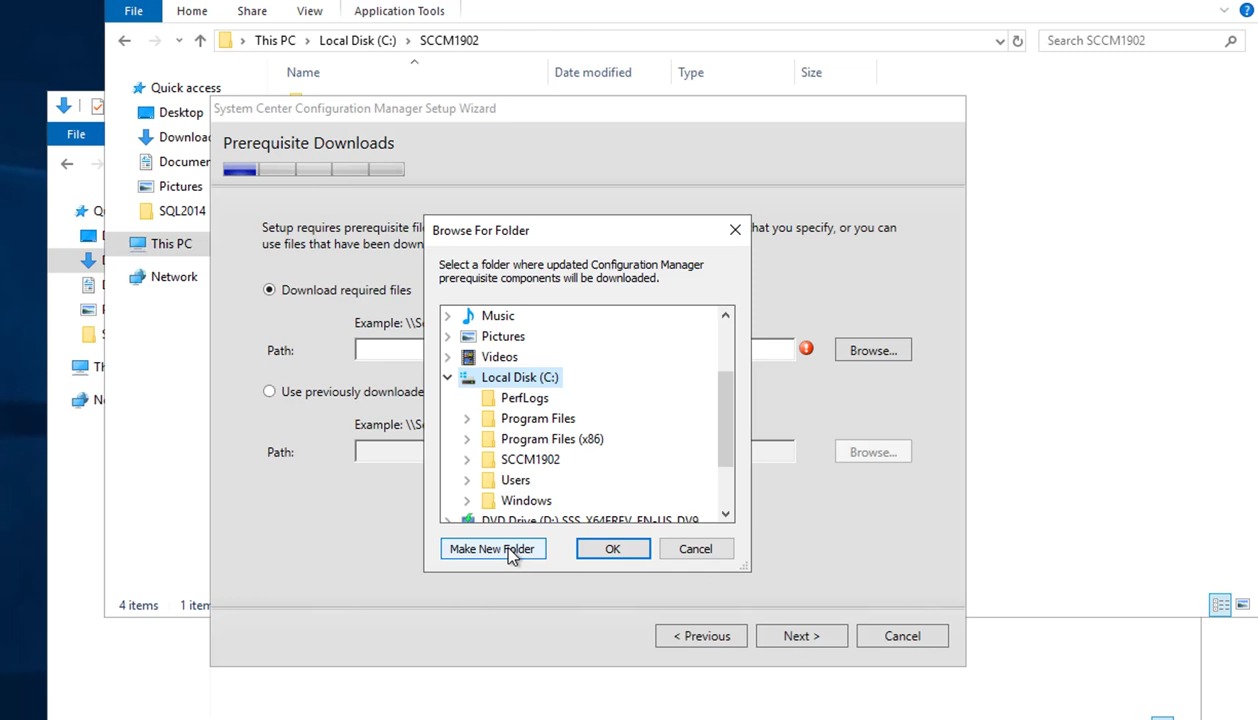 File Home Share View Application Tools
This PC > Local Disk (C:) > SCCM1902
Search SCCM1902
Name Date modified Type Size
Quick access
Desktop
Downloa
Documen
Pictures
SQL2014
This PC
Network
4 items 1 item
File
System Center Configuration Manager Setup Wizard
Prerequisite Downloads
Setup requires prerequisite fil hat you specify, or you can
use files that have been down
Download required files
Example: \\S
Path:
Browse...
Use previously downloade
Example: \\S
Path:
Browse...
< Previous Next > Cancel
Browse For Folder
Select a folder where updated Configuration Manager
prerequisite components will be downloaded.
Music
Pictures
Videos
Local Disk (C:)
PerfLogs
Program Files
Program Files (x86)
SCCM1902
Users
Windows
DVD Drive (D:) SSS_X64FREV_EN-US_DV9
Make New Folder OK Cancel